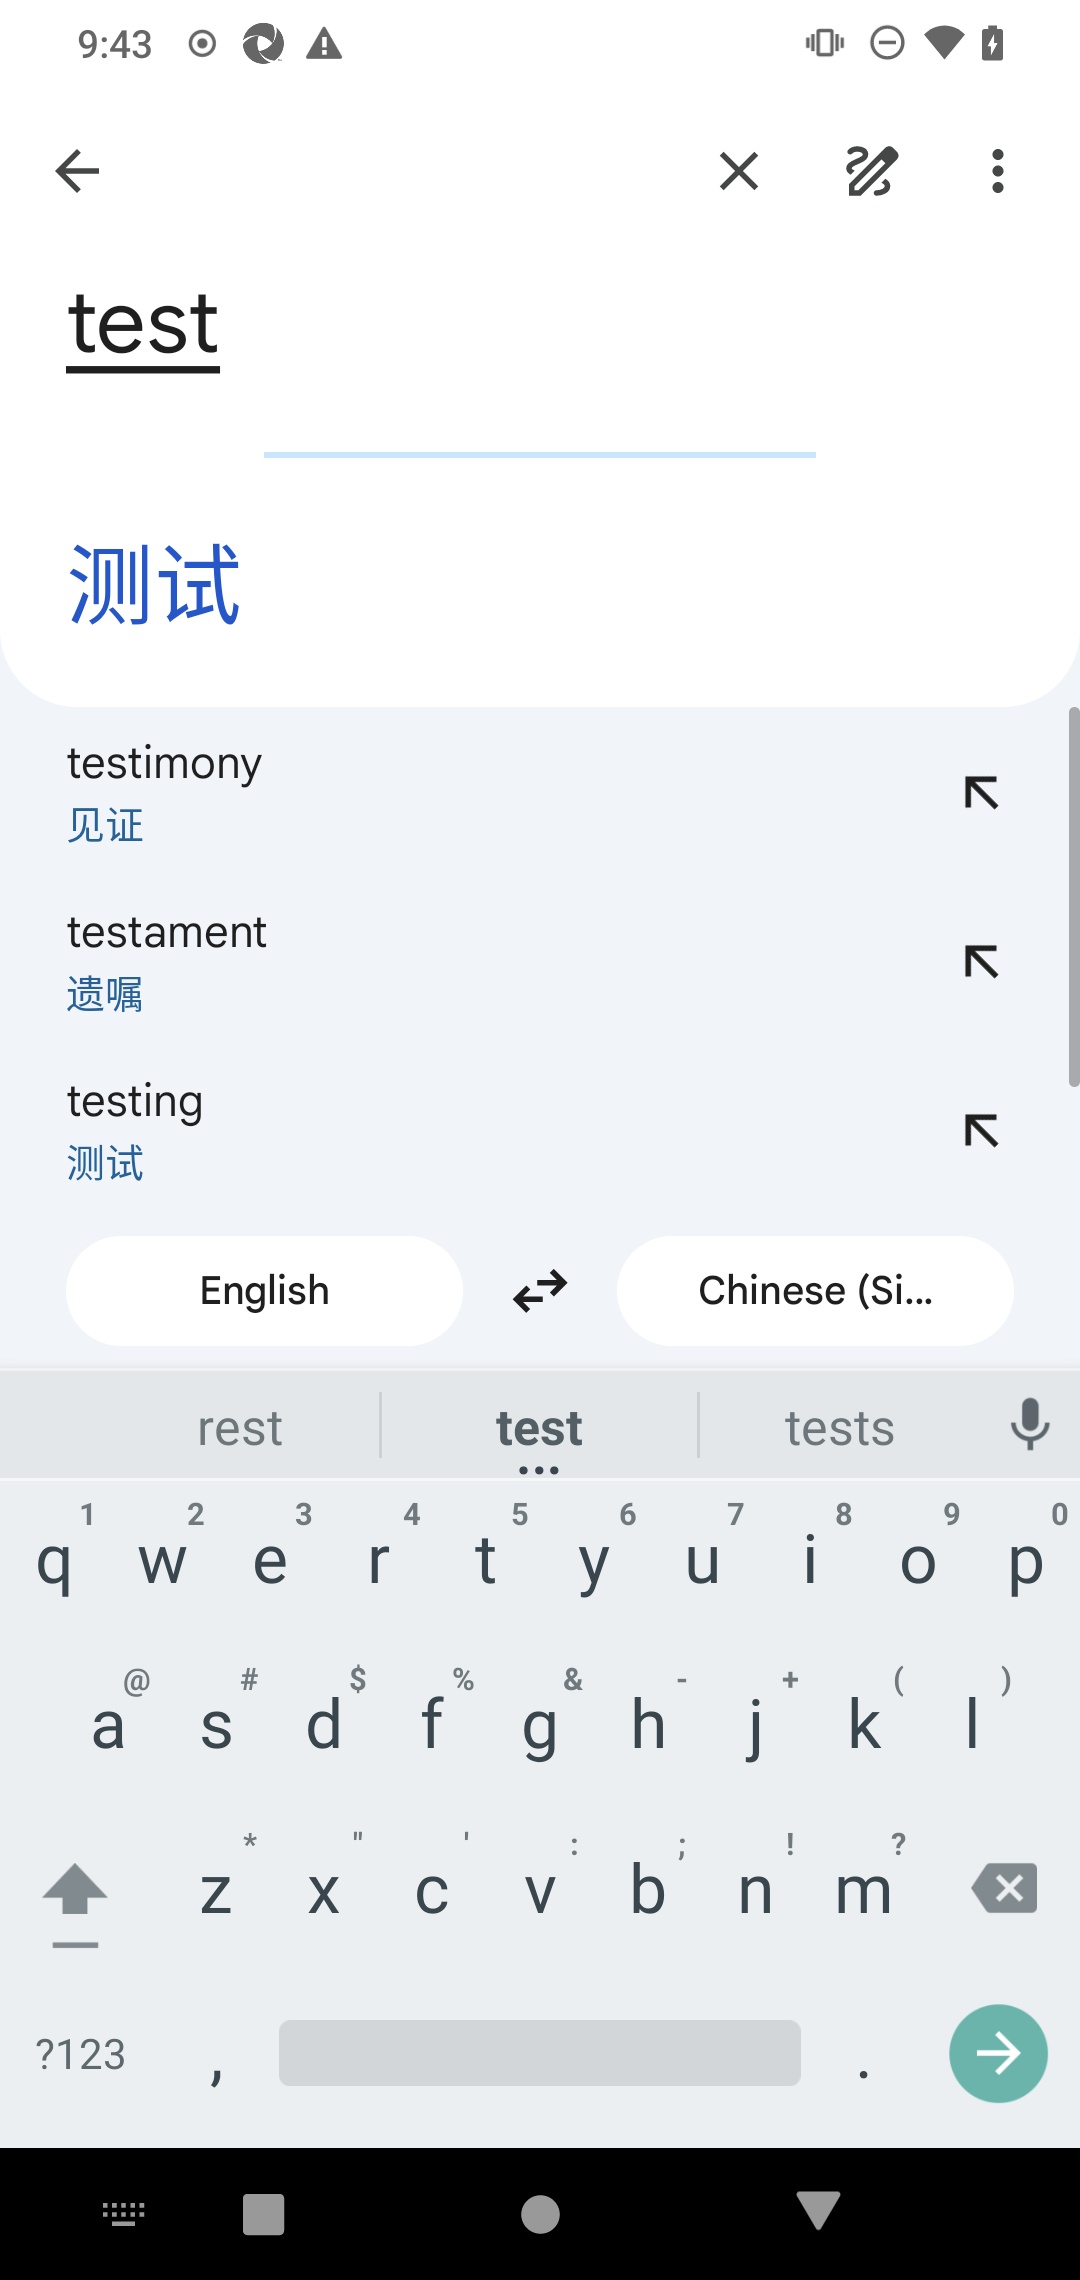 9:43
test
测试
testimony
见证
testament
遗嘱
testing
测试
English
Chinese (Si...
rest
test
tests
1 2 3 4 5 6 7 8 9 0
q w e r t y u i o p
@ # $ % & - + ( )
a s d f g h j k l
* " ' : ; ! ?
z x c v b n m
?123 , .